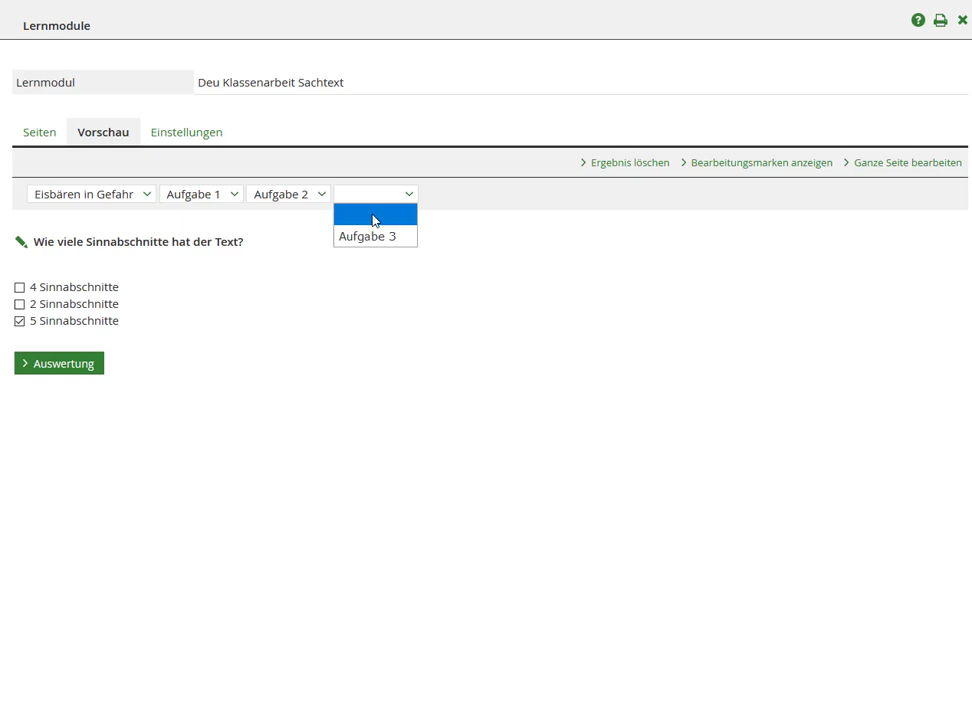 Lernmodule
Lernmodul Deu Klassenarbeit Sachtext
Seiten Vorschau Einstellungen
Ergebnis löschen Bearbeitungsmarken anzeigen Ganze Seite bearbeiten
Eisbären in Gefahr Aufgabe 1 Aufgabe 2
Aufgabe 3
Wie viele Sinnabschnitte hat der Text?
4 Sinnabschnitte
2 Sinnabschnitte
5 Sinnabschnitte
Auswertung